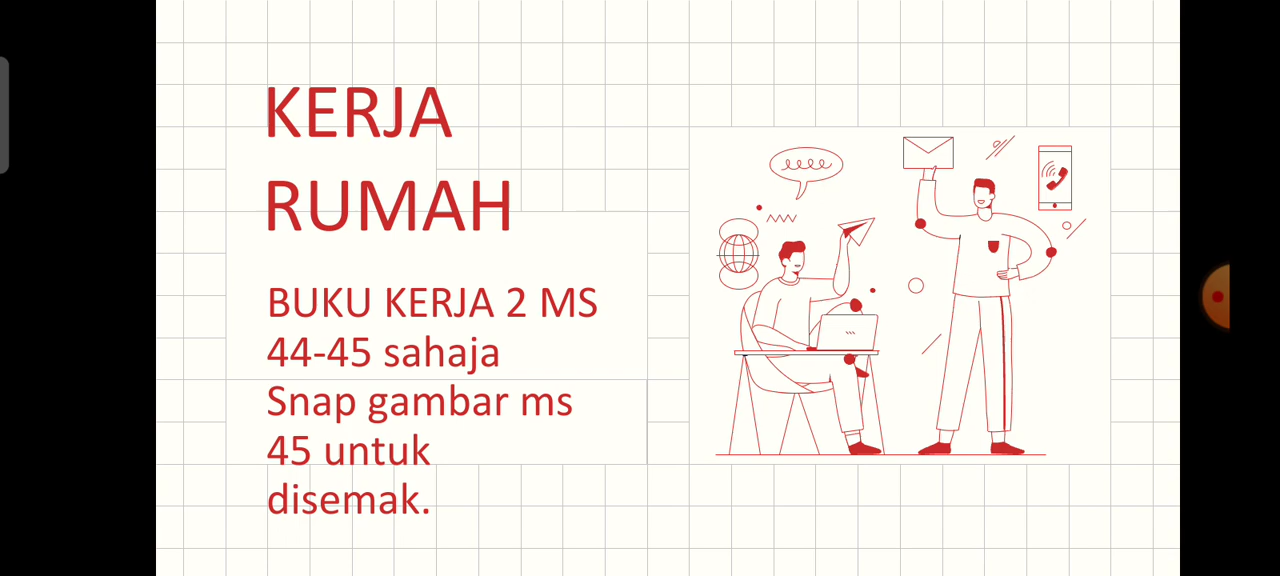 KERJA
RUMAH
BUKU KERJA 2 MS
44-45 sahaja
Snap gambar ms
45 untuk
disemak.